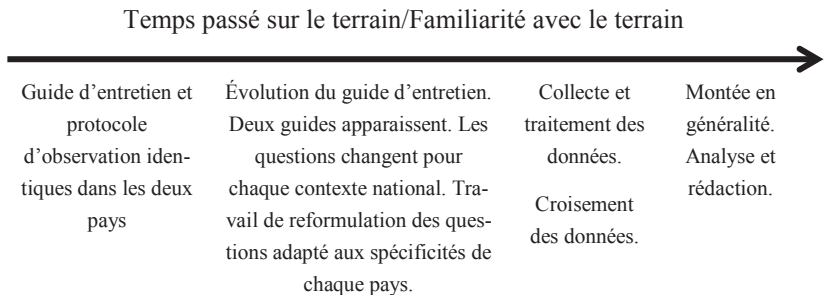 Temps passé sur le terrain/Familiarité avec le terrain
Guide d'entretien et
protocole
d'observation iden-
tiques dans les deux
pays
Évolution du guide d'entretien.
Deux guides apparaissent. Les
questions changent pour
chaque contexte national. Tra-
vail de reformulation des ques-
tions adapté aux spécificités de
chaque pays.
Collecte et
traitement des
données.
Croisement
des données.
Montée en
généralité.
Analyse et
rédaction.